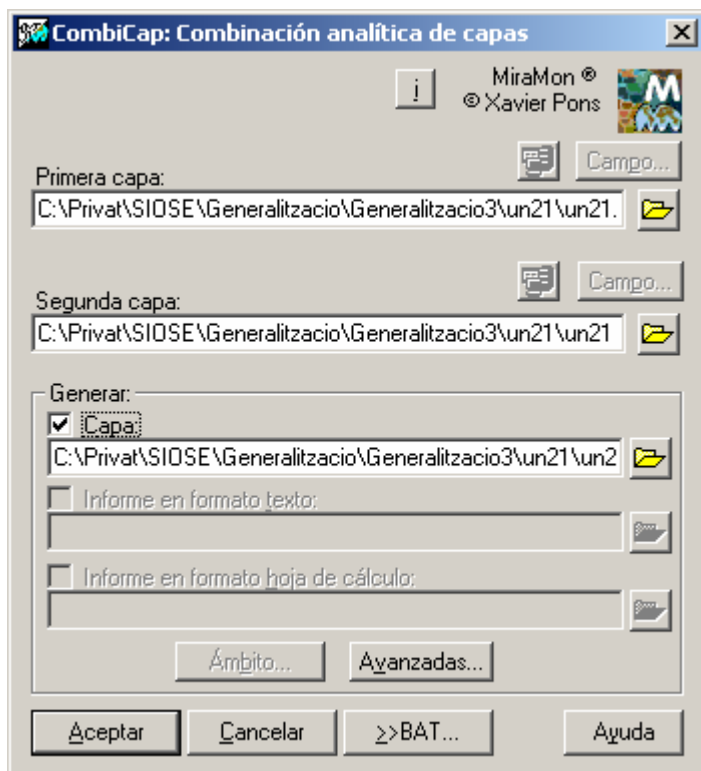 CombiCap: Combinación analítica de capas
i
MiraMon ®
© Xavier Pons
M
Campo...
Primera capa:
C:\Privat\SIOSE\Generalitzacio\Generalitzacio3\un21\un21.
Campo...
Segunda capa:
C:\Privat\SIOSE\Generalitzacio\Generalitzacio3\un21\un21
Generar:
Capa:
C:\Privat\SIOSE\Generalitzacio\Generalitzacio3\un21\un2
Informe en formato texto:
Informe en formato hoja de cálculo:
Ámbito... Avanzadas...
Aceptar Cancelar >>BAT... Ayuda